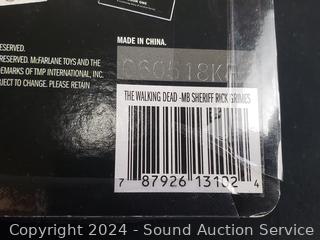 MADE IN CHINA.
RESERVED.
RESERVED. McFARLANE TOYS AND THE
DEMARKS OF TMP INTERNATIONAL, INC.
JECT TO CHANGE. PLEASE RETAIN
THE WALKING DEAD -MB SHERIFF RICK GRIMES
7 87926 13102 4
Copyright 2024 - Sound Auction Service